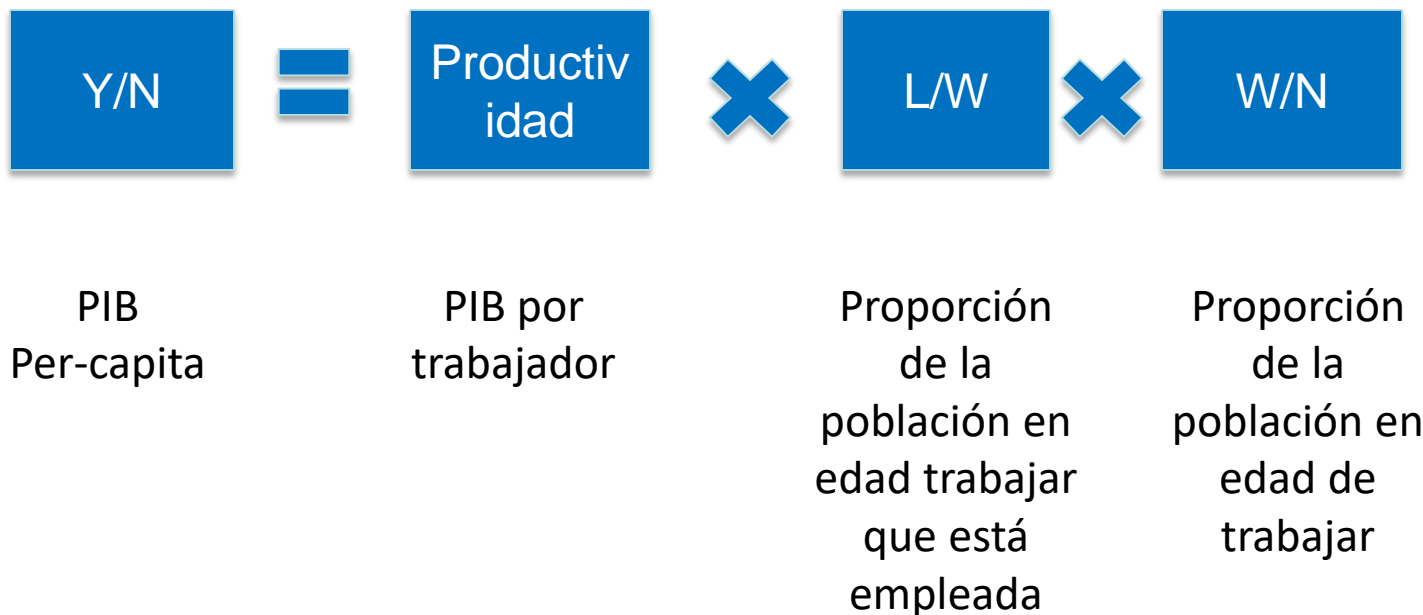 Y/N
Productiv
idad
L/W
W/N
PIB
Per-capita
PIB por
trabajador
Proporción
de la
población en
edad trabajar
que está
empleada
Proporción
de la
población en
edad de
trabajar